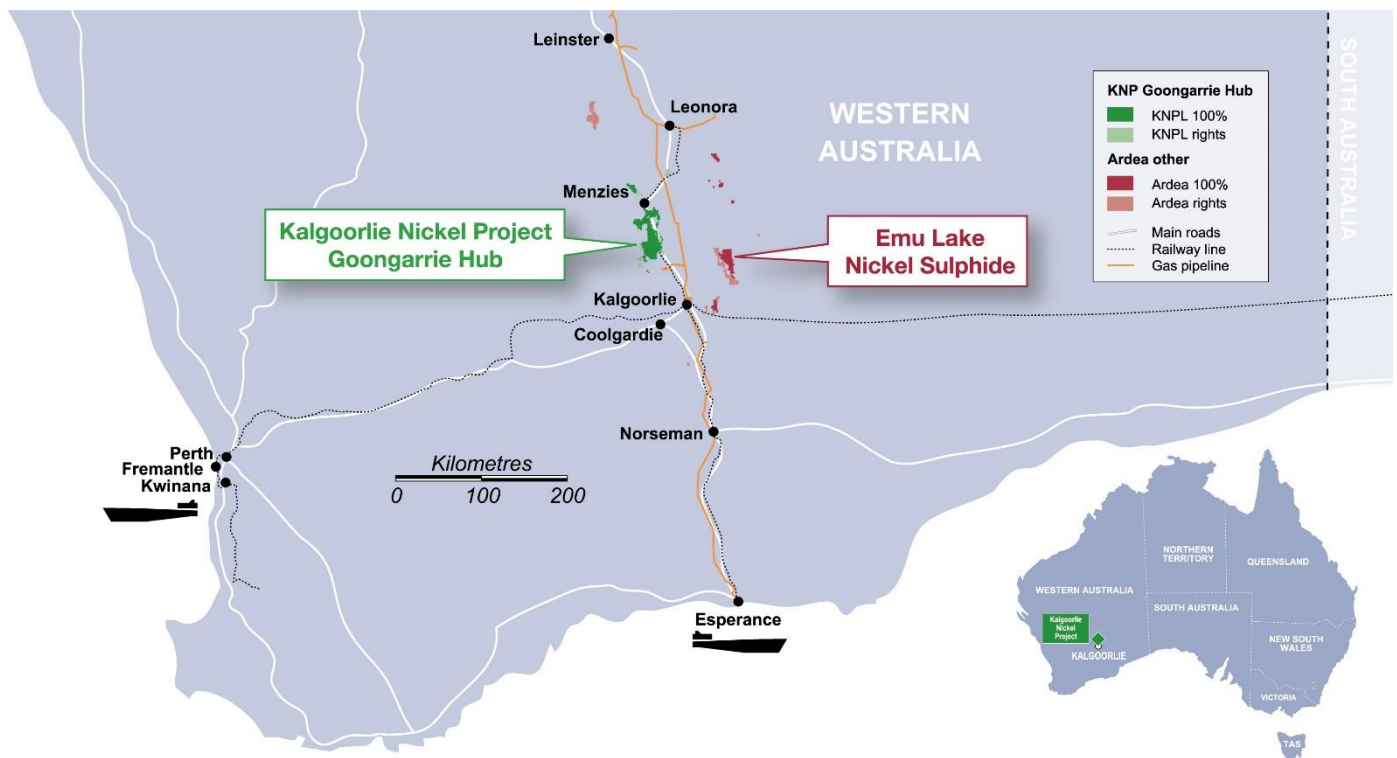 Leinster
Leonora
WESTERN
AUSTRALIA
SOUTH AUSTRALIA
KNP Goongarrie Hub
KNPL 100%
KNPL rights
Ardea other
Ardea 100%
Ardea rights
Main roads
Railway line
Gas pipeline
Menzies
Kalgoorlie Nickel Project
Goongarrie Hub
Emu Lake
Nickel Sulphide
Kalgoorlie
Coolgardie
Norseman
Perth
Fremantle
Kwinana
Kilometres
0 100 200
Esperance
NORTHERN
TERRITORY
QUEENSLAND
WESTERN AUSTRALIA
SOUTH AUSTRALIA
Kalgoorlie
Nickel
Project
KALGOORLIE
NEW SOUTH
WALES
VICTORIA
TAS